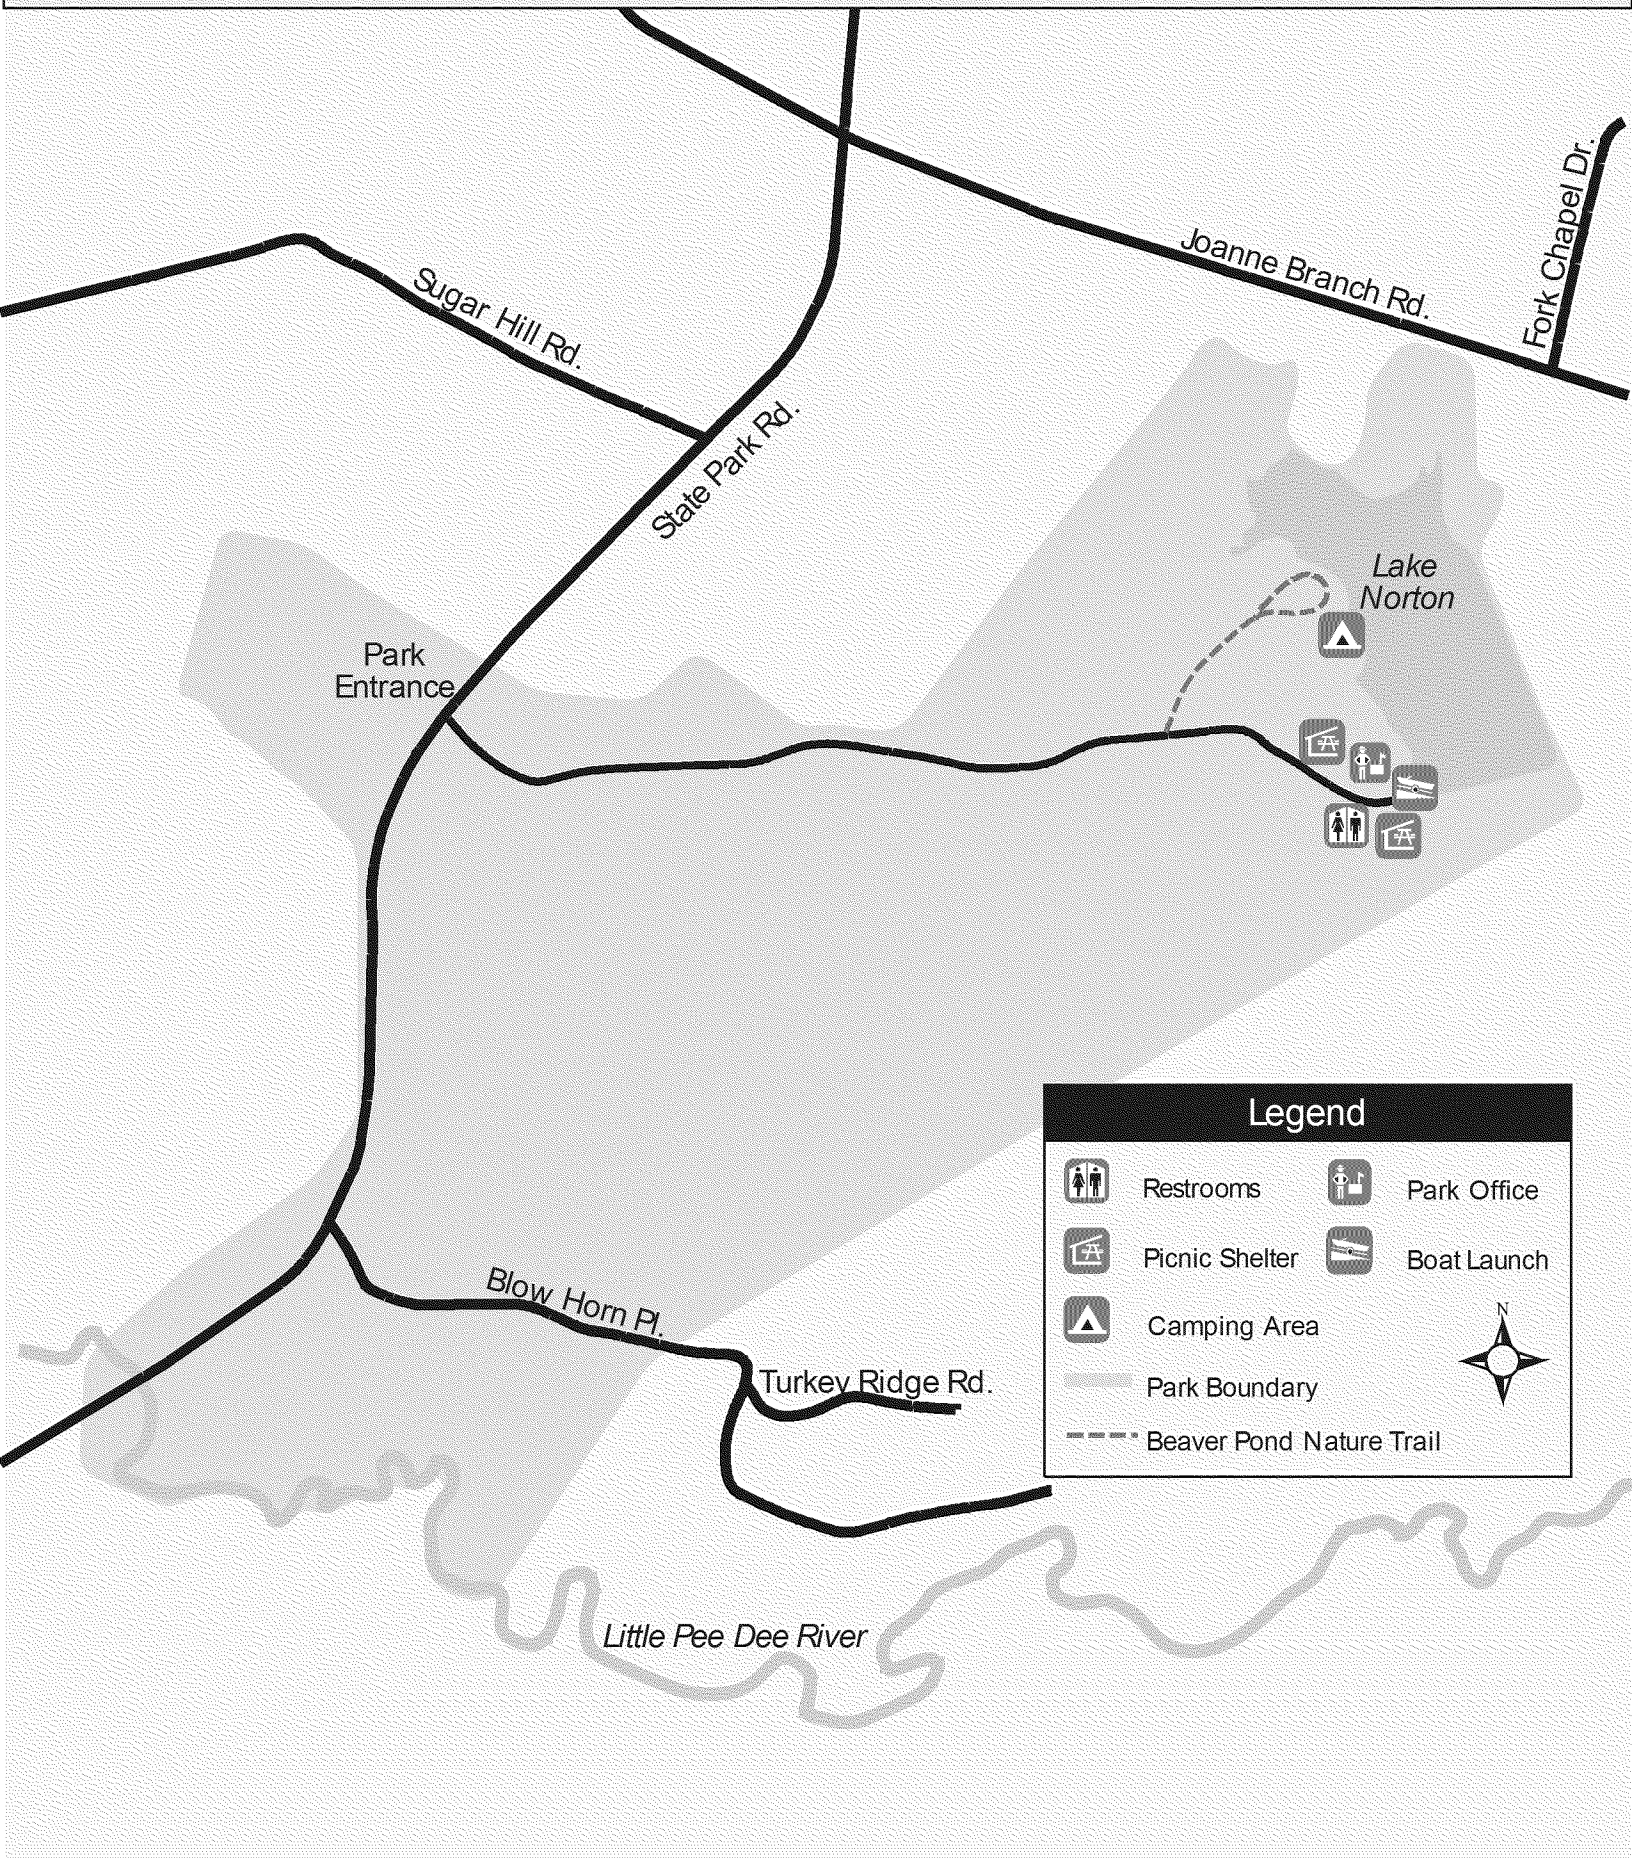 Joanne Branch Rd.
Fork Chapel Dr.
Sugar Hill Rd.
State Park Rd.
Lake
Norton
Park
Entrance
Legend
Restrooms
Park Office
Picnic Shelter
Boat Launch
Camping Area
N
Park Boundary
Beaver Pond Nature Trail
Blow Horn Pl.
Turkey Ridge Rd.
Little Pee Dee River